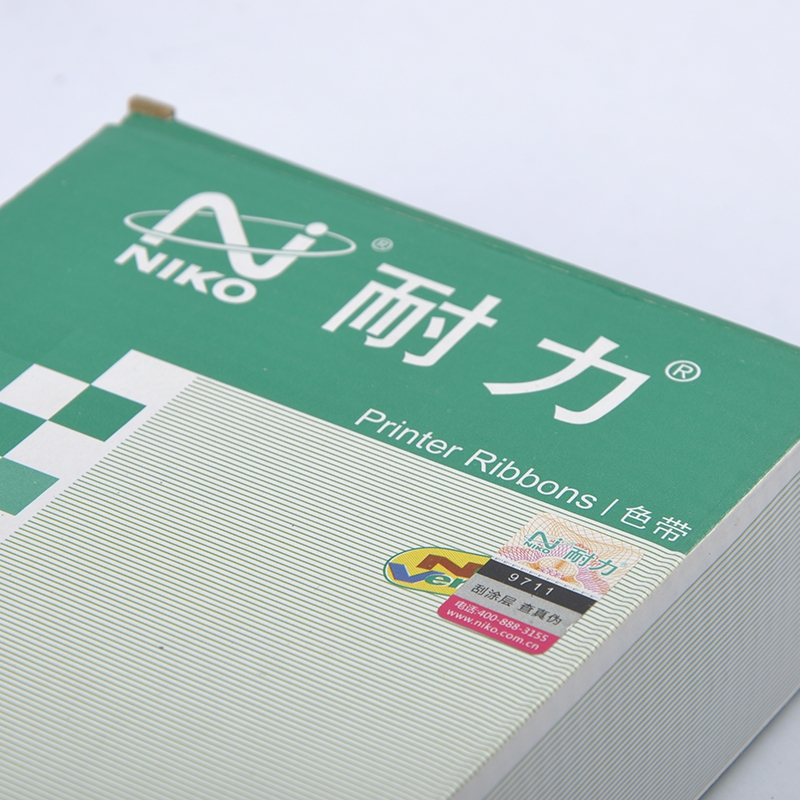 NIKO ®
耐力 ®
Printer Ribbons | 色带
NIKO 耐力
9711
刮涂层 查真伪
电话:400-888-3155
www.niko.com.cn